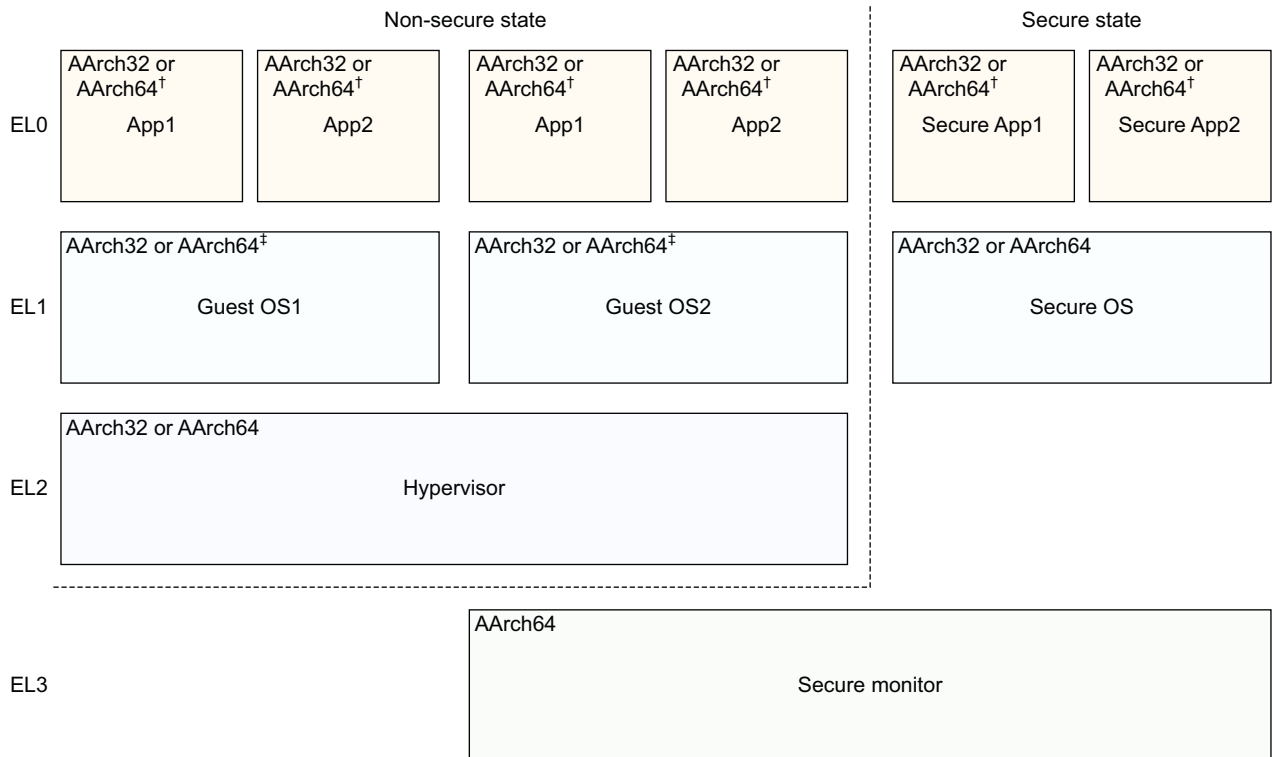 Non-secure state
Secure state
AArch32 or
AArch64†
App1
AArch32 or
AArch64†
App2
AArch32 or
AArch64†
App1
AArch32 or
AArch64†
App2
AArch32 or
AArch64†
Secure App1
AArch32 or
AArch64†
Secure App2
EL0
AArch32 or AArch64‡
Guest OS1
AArch32 or AArch64‡
Guest OS2
AArch32 or AArch64
Secure OS
EL1
AArch32 or AArch64
Hypervisor
EL2
AArch64
Secure monitor
EL3